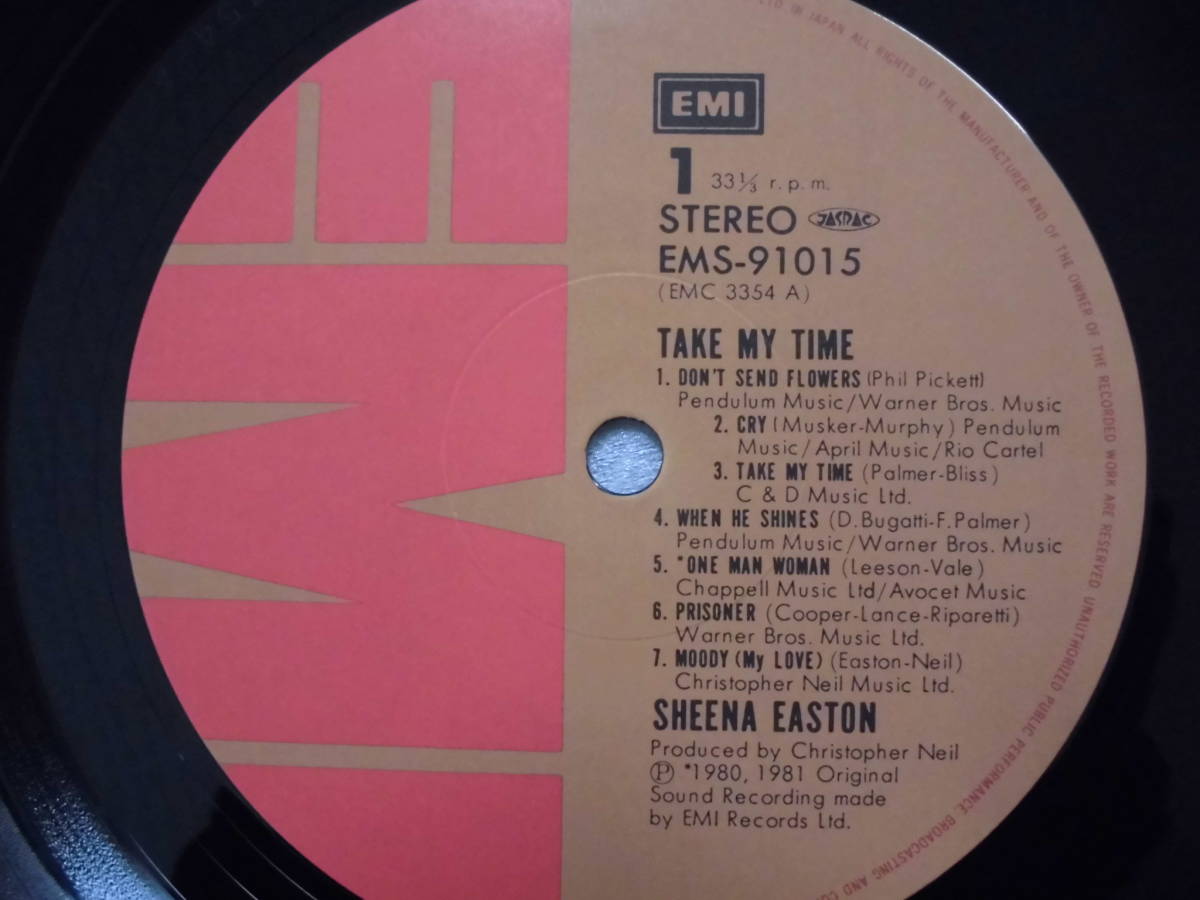 EMI
1 33⅓ r.p.m.
STEREO JASRAC
EMS-91015
(EMC 3354 A)
TAKE MY TIME
1. DON'T SEND FLOWERS (Phil Pickett)
Pendulum Music/Warner Bros. Music
2. CRY (Musker-Murphy) Pendulum
Music/April Music/Rio Cartel
3. TAKE MY TIME (Palmer-Bliss)
C & D Music Ltd.
4. WHEN HE SHINES (D.Bugatti-F.Palmer)
Pendulum Music/Warner Bros. Music
5. *ONE MAN WOMAN (Leeson-Vale)
Chappell Music Ltd/Avocet Music
6. PRISONER (Cooper-Lance-Riparetti)
Warner Bros. Music Ltd.
7. MOODY (My LOVE) (Easton-Neil)
Christopher Neil Music Ltd.
SHEENA EASTON
Produced by Christopher Neil
Ⓟ *1980, 1981 Original
Sound Recording made
by EMI Records Ltd.
LTD. IN JAPAN ALL RIGHTS OF THE MANUFACTURER AND OF THE OWNER OF THE RECORDED WORK ARE RESERVED UNAUTHORIZED PUBLIC PERFORMANCE, BROADCASTING AND
EMI